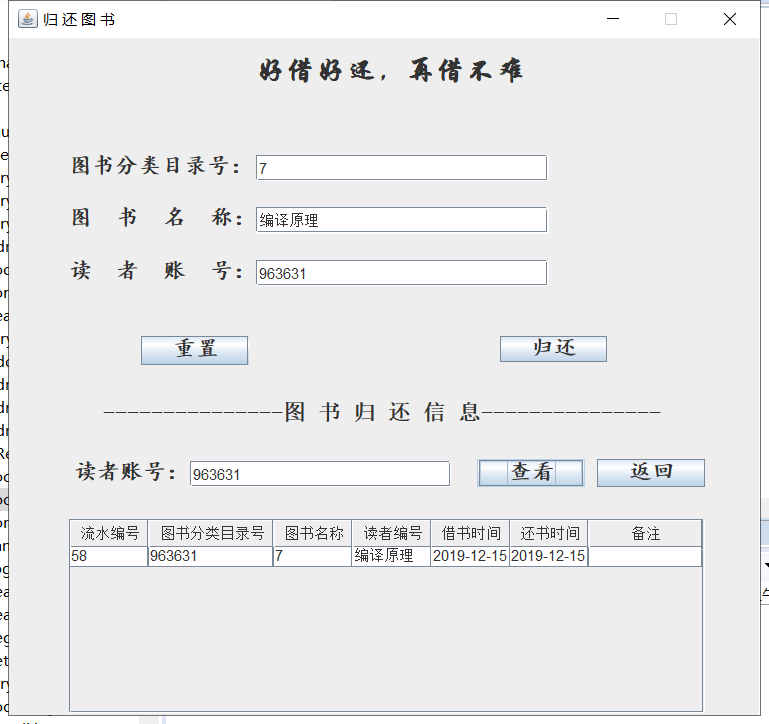 归还图书
好借好还，再借不难
图书分类目录号： 7
图 书 名 称： 编译原理
读 者 账 号： 963631
重置 归还
---------------图 书 归 还 信 息---------------
读者账号： 963631 查看 返回
流水编号 图书分类目录号 图书名称 读者编号 借书时间 还书时间 备注
58 963631 7 编译原理 2019-12-15 2019-12-15